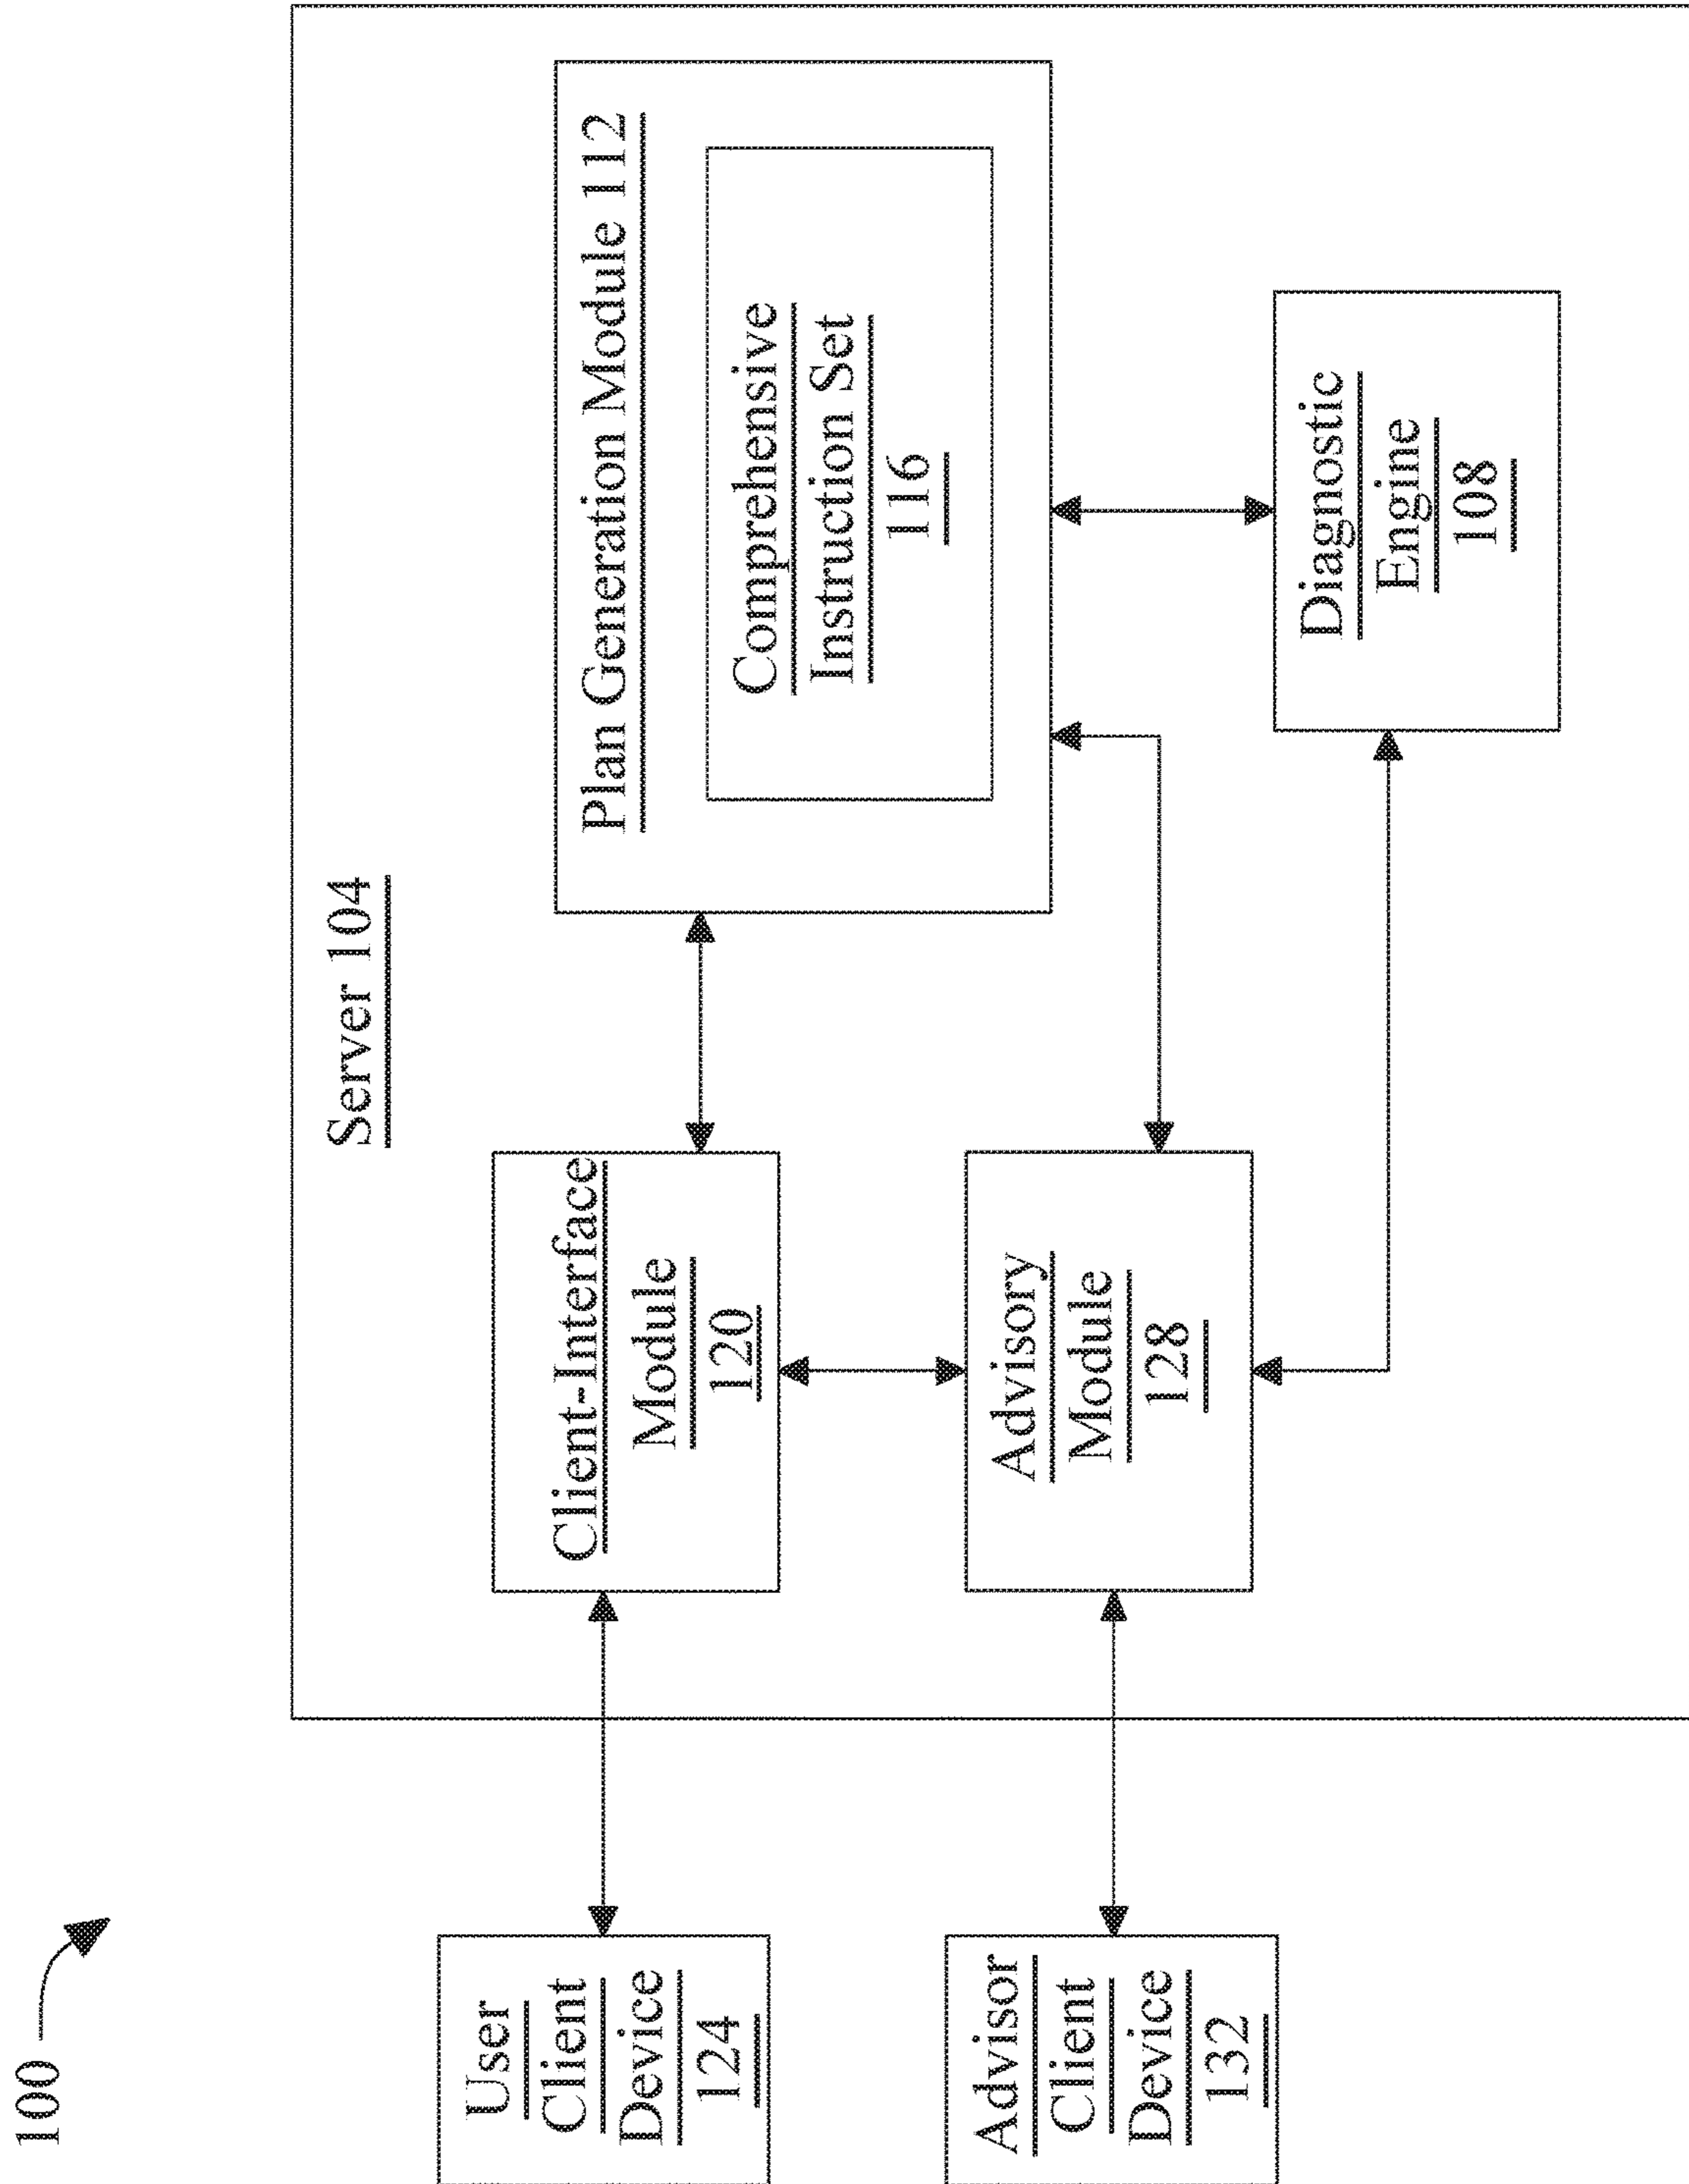 100
Server 104
Plan Generation Module 112
Comprehensive
Instruction Set
116
Client-Interface
Module
120
Advisory
Module
128
Diagnostic
Engine
108
User
Client
Device
124
Advisor
Client
Device
132